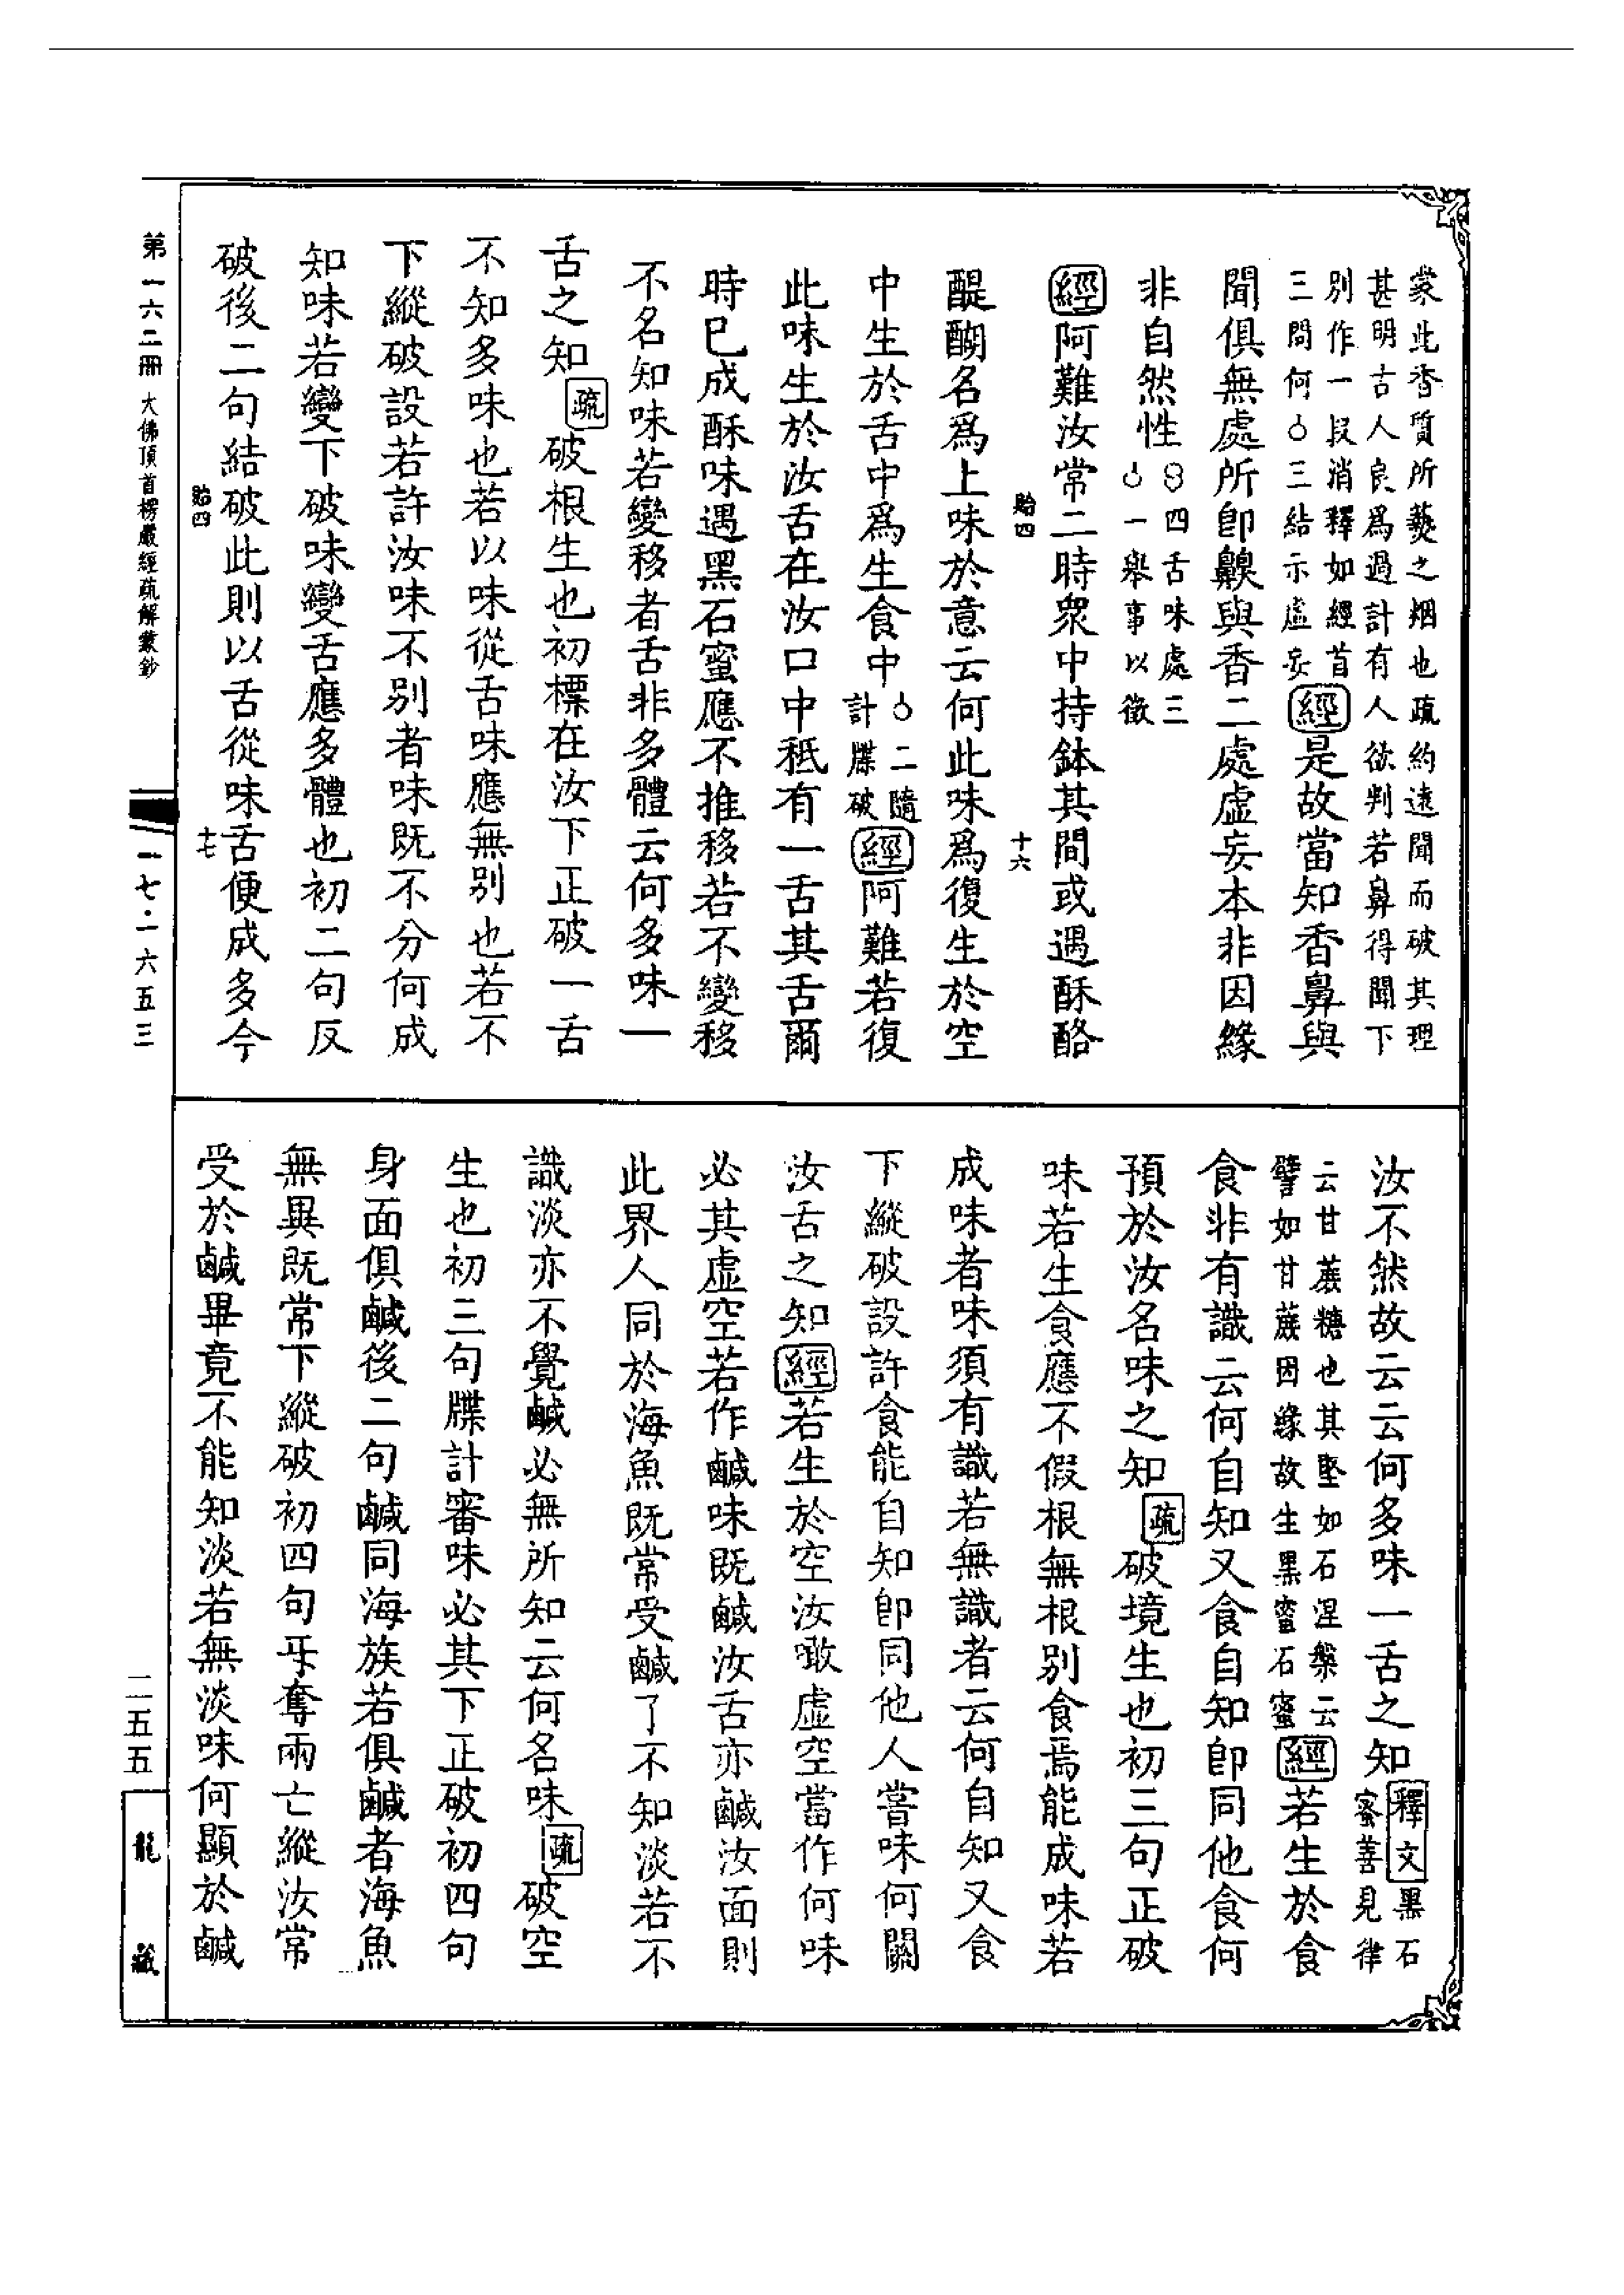 蒙此香質所爇之烟也疏約遠聞而破其理
甚明古人良爲過計有人欲判若鼻得聞下
別作一段消釋如經首
三問何三結示虛妄
經是故當知香鼻與
聞俱無處所卽齅與香二處虛妄本非因緣
非自然性
四舌味處三
一舉事以徵
經阿難汝常二時衆中持鉢其間或遇酥酪
貽四 十六
醍醐名爲上味於意云何此味爲復生於空
中生於舌中爲生食中
二隨
計牒破
經阿難若復
此味生於汝舌在汝口中秪有一舌其舌爾
時已成酥味遇黑石蜜應不推移若不變移
不名知味若變移者舌非多體云何多味一
舌之知疏破根生也初標在汝下正破一舌
不知多味也若以味從舌味應無別也若不
下縱破設若許汝味不別者味既不分何成
知味若變下破味變舌應多體也初二句反
破後二句結破此則以舌從味舌便成多今
貽四 十七
汝不然故云云何多味一舌之知
釋文黑石
蜜善見律
云甘蔗糖也其堅如石涅槃云
譬如甘蔗因緣故生黑蜜石蜜
經若生於食
食非有識云何自知又食自知卽同他食何
預於汝名味之知疏破境生也初三句正破
味若生食應不假根無根別食焉能成味若
成味者味須有識若無識者云何自知又食
下縱破設許食能自知卽同他人嘗味何關
汝舌之知經若生於空汝噉虛空當作何味
必其虛空若作鹹味既鹹汝舌亦鹹汝面則
此界人同於海魚既常受鹹了不知淡若不
識淡亦不覺鹹必無所知云何名味疏破空
生也初三句牒計審味必其下正破初四句
身面俱鹹後二句鹹同海族若俱鹹者海魚
無異既常下縱破初四句㸦奪兩亡縱汝常
受於鹹畢竟不能知淡若無淡味何顯於鹹
第一六二冊 大佛頂首楞嚴經疏解蒙鈔
一七·一六五三
二五五
龍藏